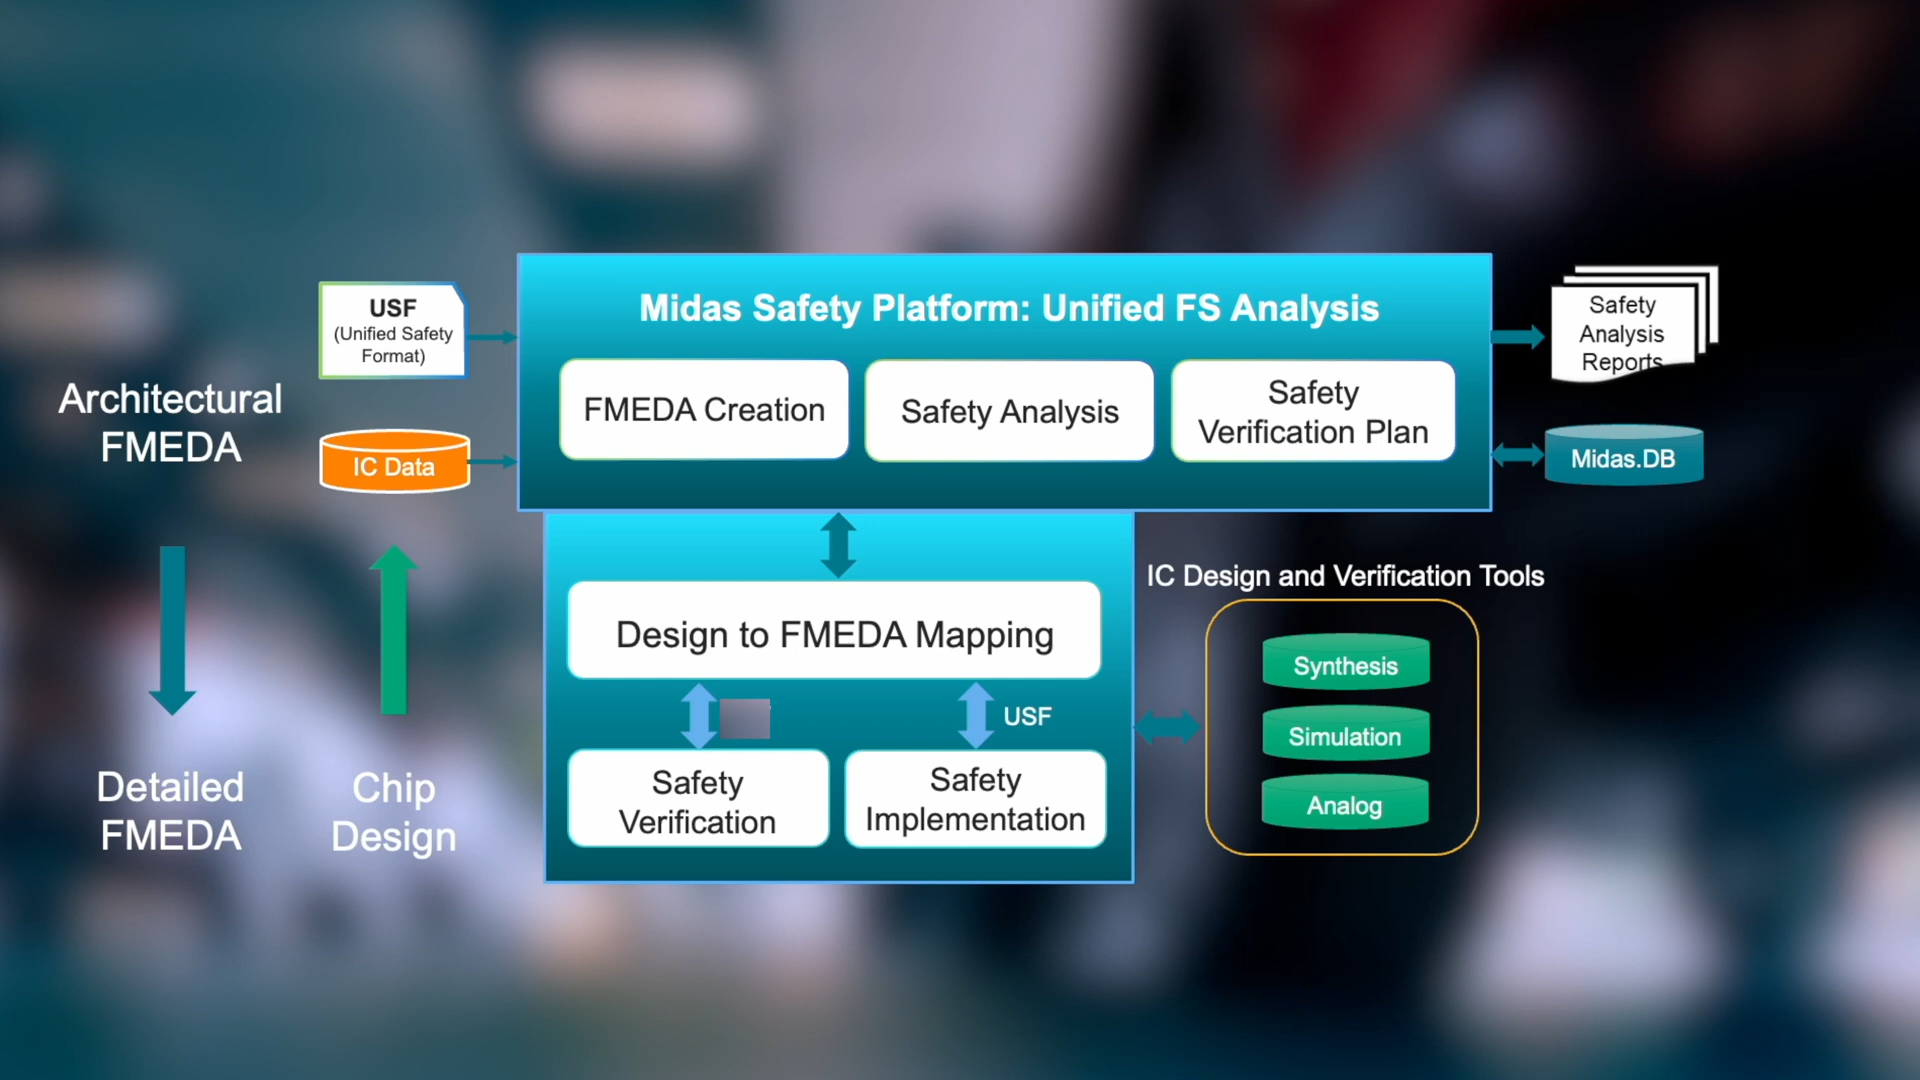 Midas Safety Platform: Unified FS Analysis
USF
(Unified Safety
Format)
IC Data
Architectural
FMEDA
FMEDA Creation
Safety Analysis
Safety
Verification Plan
Safety
Analysis
Reports
Midas.DB
Design to FMEDA Mapping
USF
Safety
Verification
Safety
Implementation
IC Design and Verification Tools
Synthesis
Simulation
Analog
Detailed
FMEDA
Chip
Design